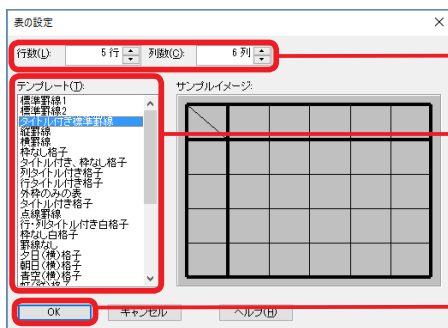 表の設定
行数(L): 5 行 列数(C): 6 列
テンプレート(T): サンプルイメージ:
標準罫線1
標準罫線2
タイトル付き標準罫線
縦罫線
横罫線
枠なし格子
タイトル付き、枠なし格子
列タイトル付き格子
行タイトル付き格子
外枠のみの表
タイトル付き格子
点線罫線
行・列タイトル付き白格子
枠なし白格子
罫線なし
夕日(横)格子
朝日(横)格子
青空(横)格子
OK キャンセル ヘルプ(H)